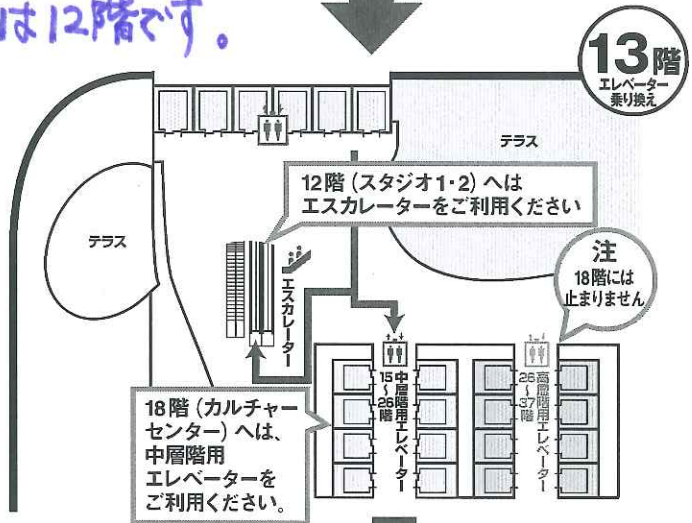 は12階です。
13階
エレベーター
乗り換え
テラス
12階（スタジオ1・2）へは
エスカレーターをご利用ください
テラス
エスカレーター
注
18階には
止まりません
中層階用エレベーター
15〜26階
高層階用エレベーター
26〜37階
18階（カルチャー
センター）へは、
中層階用
エレベーターを
ご利用ください。